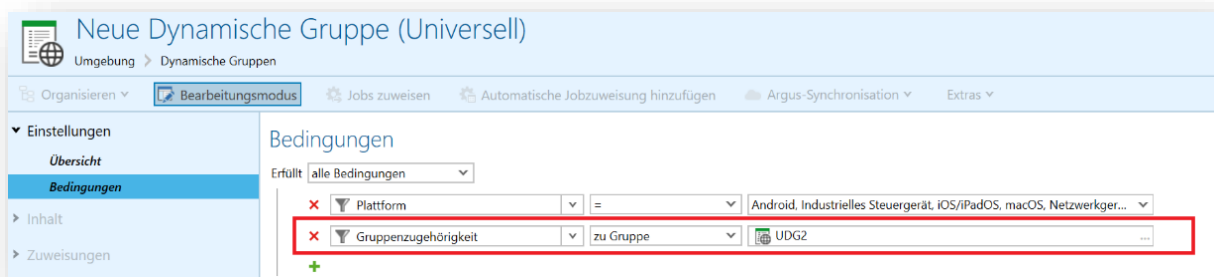 Neue Dynamische Gruppe (Universell)
Umgebung > Dynamische Gruppen
Organisieren Bearbeitungsmodus Jobs zuweisen Automatische Jobzuweisung hinzufügen Argus-Synchronisation Extras
Einstellungen
Übersicht
Bedingungen
Inhalt
Zuweisungen
Bedingungen
Erfüllt alle Bedingungen
Plattform = Android, Industrielles Steuergerät, iOS/iPadOS, macOS, Netzwerkger...
Gruppenzugehörigkeit zu Gruppe UDG2 ...